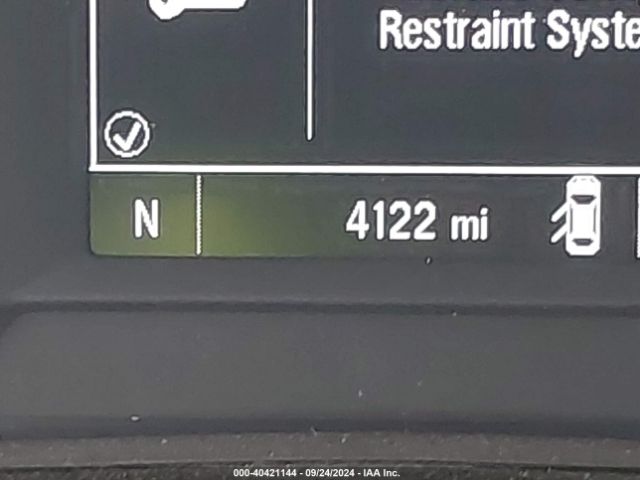 Restraint Syste
N
4122 mi
000-40421144 - 09/24/2024 - IAA Inc.